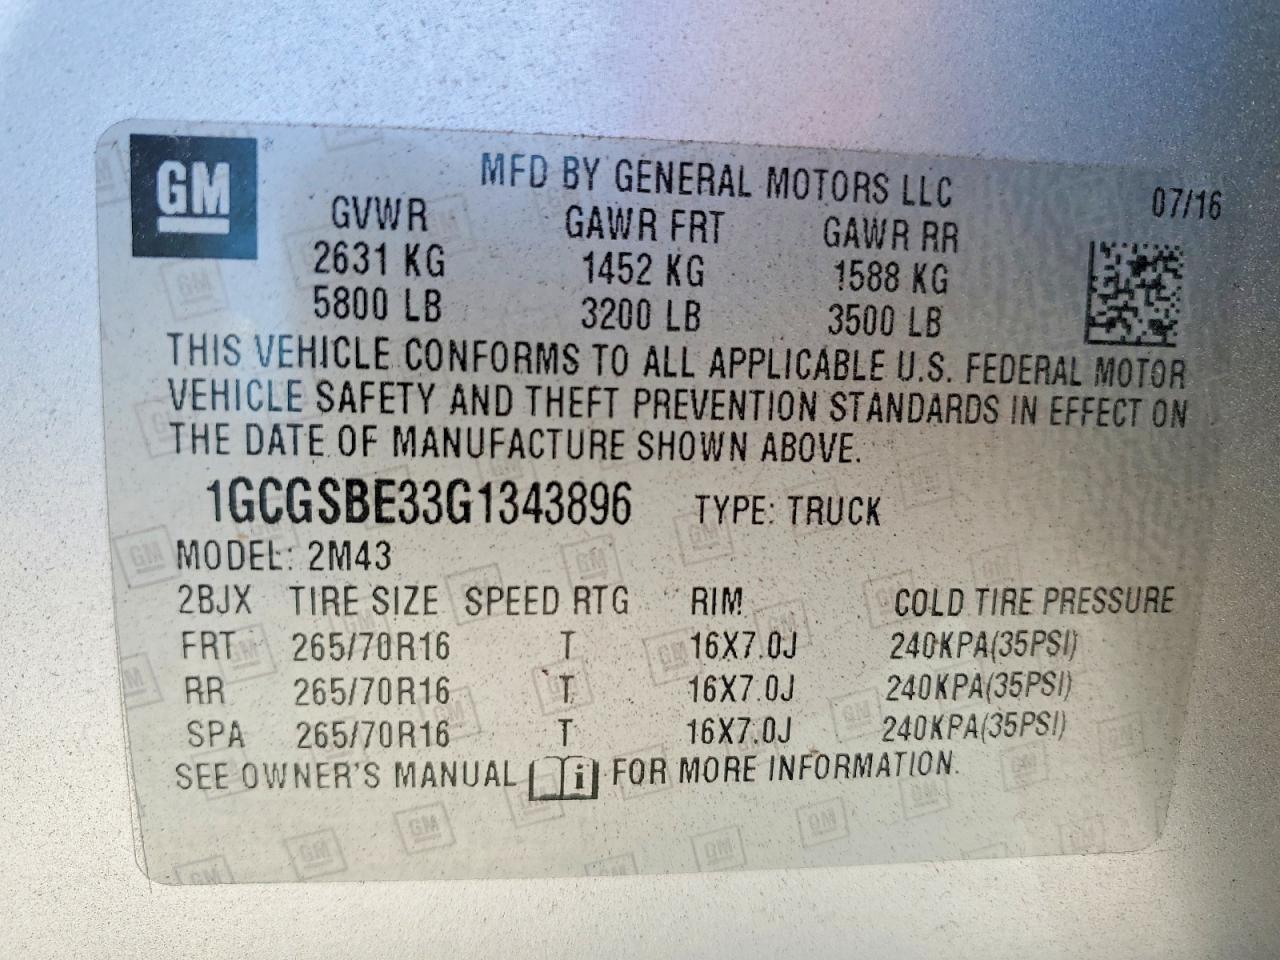 GM
MFD BY GENERAL MOTORS LLC 07/16
GVWR GAWR FRT GAWR RR
2631 KG 1452 KG 1588 KG
5800 LB 3200 LB 3500 LB
THIS VEHICLE CONFORMS TO ALL APPLICABLE U.S. FEDERAL MOTOR
VEHICLE SAFETY AND THEFT PREVENTION STANDARDS IN EFFECT ON
THE DATE OF MANUFACTURE SHOWN ABOVE.
1GCGSBE33G1343896 TYPE: TRUCK
MODEL: 2M43
2BJX TIRE SIZE SPEED RTG RIM COLD TIRE PRESSURE
FRT 265/70R16 T 16X7.0J 240KPA(35PSI)
RR 265/70R16 T 16X7.0J 240KPA(35PSI)
SPA 265/70R16 T 16X7.0J 240KPA(35PSI)
SEE OWNER'S MANUAL i FOR MORE INFORMATION.